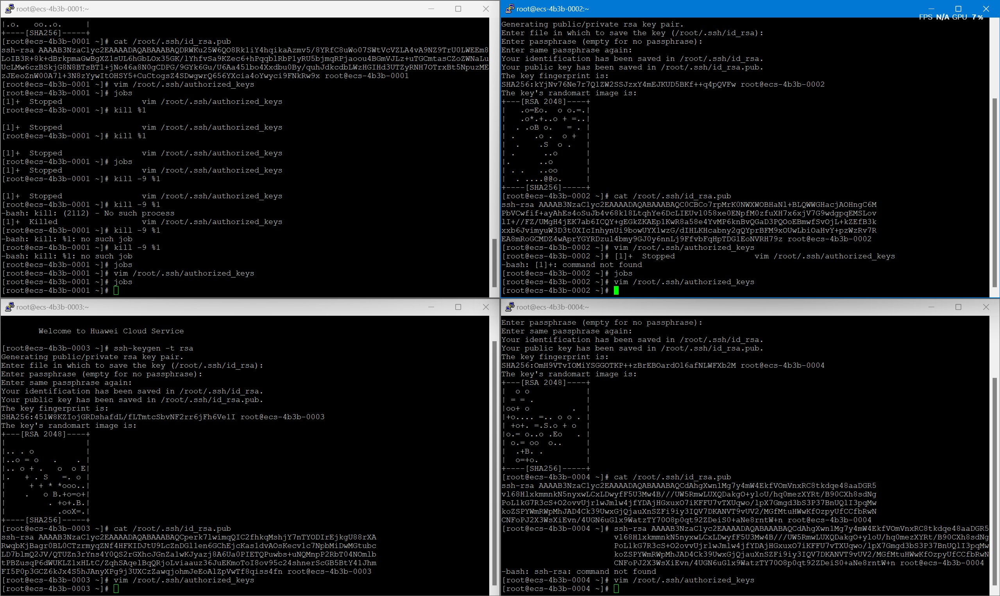 root@ecs-4b3b-0001:~
|.o.   oo..o.     |
+----[SHA256]-----+
[root@ecs-4b3b-0001 ~]# cat /root/.ssh/id_rsa.pub
ssh-rsa AAAAB3NzaC1yc2EAAAADAQABAAABAQDRWKu25W6QO8Rk1iY4hqikaAzmv5/8YRfC8uWo07SWtVcVZLA4vA9NZ9TrU0LWEEm8
LoIB3R+8k+dBrkpmaGwBgXZ1sUL6hGbLOx35GK/lYhfvSa9KZec6+hPqqblRbP1yRU5bjmqRPjaoou4BGmVJLz+uTGCmtasCZoZWNaLu
UcLMw6czBSkjG8N8BTsBT1+jNo46a8N0gCDPG/9GYk6Gu/U6Aa45lbo4Xxdbu0By/quhJdkcdbLWzHGIHd3UTZyRNH7OTrxBt5NpuzME
zJEeoZnW00A7l+3N8zYywItOHSY5+CuCtogsZ4SDwgwrQ656YXcia4oYwyci9FNkRw9x root@ecs-4b3b-0001
[root@ecs-4b3b-0001 ~]# vim /root/.ssh/authorized_keys
[root@ecs-4b3b-0001 ~]# jobs
[1]+  Stopped                 vim /root/.ssh/authorized_keys
[root@ecs-4b3b-0001 ~]# kill %1
[1]+  Stopped                 vim /root/.ssh/authorized_keys
[root@ecs-4b3b-0001 ~]# kill %1
[1]+  Stopped                 vim /root/.ssh/authorized_keys
[root@ecs-4b3b-0001 ~]# jobs
[1]+  Stopped                 vim /root/.ssh/authorized_keys
[root@ecs-4b3b-0001 ~]# kill -9 %1
[1]+  Stopped                 vim /root/.ssh/authorized_keys
[root@ecs-4b3b-0001 ~]# kill -9 %1
-bash: kill: (2112) - No such process
[1]+  Killed                  vim /root/.ssh/authorized_keys
[root@ecs-4b3b-0001 ~]# kill -9 %1
-bash: kill: %1: no such job
[root@ecs-4b3b-0001 ~]# kill -9 %1
-bash: kill: %1: no such job
[root@ecs-4b3b-0001 ~]# jobs
[root@ecs-4b3b-0001 ~]# vim /root/.ssh/authorized_keys
[root@ecs-4b3b-0001 ~]# jobs
[root@ecs-4b3b-0001 ~]#
root@ecs-4b3b-0002:~
FPS N/A GPU 7 %
Generating public/private rsa key pair.
Enter file in which to save the key (/root/.ssh/id_rsa):
Enter passphrase (empty for no passphrase):
Enter same passphrase again:
Your identification has been saved in /root/.ssh/id_rsa.
Your public key has been saved in /root/.ssh/id_rsa.pub.
The key fingerprint is:
SHA256:kYjNv76Ne7r7Q1ZW2SSJzxY4mEJKUD5BKf++q4pQVFw root@ecs-4b3b-0002
The key's randomart image is:
+---[RSA 2048]----+
|   .o=Eo.  o o.=.|
|   .o*.+..o + =..|
|  . .oB o.   = . |
| .    .o .  o +  |
|  .    .S  o .   |
| .      ..o      |
|.      ..o       |
| . .   ..oo      |
|  . ....@@o.     |
+----[SHA256]-----+
[root@ecs-4b3b-0002 ~]# cat /root/.ssh/id_rsa.pub
ssh-rsa AAAAB3NzaC1yc2EAAAADAQABAAABAQC0CBCo7rpMrK0NWXWOBHaNl+BLQWWGHacjAOHngC6M
PbVCwfif+ayAhEs4oSuJb4v68k18LtqhYe6DcLIEUvl058xe0ENpfM0zfuXH7x6xjV7G9wdgpqEMSLov
lI+//FZ/UMgH4jEK7ab6ICQY+gEGkZKAEp1KwR8a58e4YvMP6knBvQGaD3PQOoEBmwfSvOjL+kZEfB3k
xxb6JvimyuW3D3t0XIcInhynUi9bowUYX1wzG/dIHLKHcabny2gQYprBFM9xOUwLbiOaHvY+pzWzRv7R
EA8mRoGCMDZ4wAprYGYRDzul4bmy9GJ0y6nnLj9FfvbFqHpTDG1EoNVRH79z root@ecs-4b3b-0002
[root@ecs-4b3b-0002 ~]# vim /root/.ssh/authorized_keys
[root@ecs-4b3b-0002 ~]# [1]+  Stopped                 vim /root/.ssh/authorized_keys
-bash: [1]+: command not found
[root@ecs-4b3b-0002 ~]# jobs
[root@ecs-4b3b-0002 ~]# vim /root/.ssh/authorized_keys
[root@ecs-4b3b-0002 ~]#
root@ecs-4b3b-0003:~
Welcome to Huawei Cloud Service
[root@ecs-4b3b-0003 ~]# ssh-keygen -t rsa
Generating public/private rsa key pair.
Enter file in which to save the key (/root/.ssh/id_rsa):
Enter passphrase (empty for no passphrase):
Enter same passphrase again:
Your identification has been saved in /root/.ssh/id_rsa.
Your public key has been saved in /root/.ssh/id_rsa.pub.
The key fingerprint is:
SHA256:451W8KZIojGRDshafdL/fLTmtcSbvNF2rr6jFh6Ve1I root@ecs-4b3b-0003
The key's randomart image is:
+---[RSA 2048]----+
|                 |
|.. . o           |
|..o = o   .    . |
|.. o + .   o  o E|
|.   + . S   =. o |
|     + + * *ooo..|
|    .   o B.+o=o+|
|         . +o+.B.|
|           .ooX=.|
+----[SHA256]-----+
[root@ecs-4b3b-0003 ~]# cat /root/.ssh/id_rsa.pub
ssh-rsa AAAAB3NzaC1yc2EAAAADAQABAAABAQCperk7lwimqQIC2fhkqMshjY7nTYODIrEjkgU88rXA
RwqbKjBagr0BL0CTzrmyqZNf4HFKIDJtU9LcZnDGl1en6GChEjcKas1dvAOsKecv1c7NpbMiDwMGtubc
LD7blmQ2JV/QTUZn3rYns4Y0QS2rGXhcJGnZa1wKJyazj8A6Ua0PIETQPuwbs+uNQMnpP2RbT04NOmlb
tPBZusqP6dWUKLZ1xHLtC/ZqhSAqelBqQRjoLviaauz36JuEKmoToI8ov95c24shnerScGB5BtY41Jhm
FI5P0p3GCZ6kJx4S5hJAnyXPg9j3UXCzZawqjohmJeEoAlZpVwTf8qiss4fn root@ecs-4b3b-0003
[root@ecs-4b3b-0003 ~]# vim /root/.ssh/authorized_keys
[root@ecs-4b3b-0003 ~]#
root@ecs-4b3b-0004:~
Enter passphrase (empty for no passphrase):
Enter same passphrase again:
Your identification has been saved in /root/.ssh/id_rsa.
Your public key has been saved in /root/.ssh/id_rsa.pub.
The key fingerprint is:
SHA256:OmH9VTvIOMiYSGGOTKP++zBrEBOardOl6afNLWFXb2M root@ecs-4b3b-0004
The key's randomart image is:
+---[RSA 2048]----+
|  o o            |
| = = .           |
|oo+ o         .  |
|+o.... =.. o o . |
| +o+. =.S.o + o  |
|o.= o..o .Eo   . |
| o.= oo  o..     |
|  .+B. .         |
|  o=+o.          |
+----[SHA256]-----+
[root@ecs-4b3b-0004 ~]# cat /root/.ssh/id_rsa.pub
ssh-rsa AAAAB3NzaC1yc2EAAAADAQABAAABAQCdAhgXwn1Mg7y4mW4EkfVOmVnxRC8tkdqe48aaDGR5
vl68HlxkmmnkN5nyxwLCxLDwyfF5U3Mw4B///UW5RmwLUXQDakgO+yloU/hq0mezXYRt/B90CXh8sdNg
PoL1kG7R3cS+O2ovvUjrlwJmlw4jfYDAjHGxuxO7iKFFU7vTXUqwo/lpX7Gmgd3bS3P37BnUQlI3pqMw
koZSPYWmRWpMhJAD4Ck39UwxGjQjauXnSZFi9iy3IQV7DKANVT9vUV2/MGfMtuHWwKfOzpyUfCCfbRwN
CNFoPJ2X3WsXiEvn/4UGN6uGlx9WatzTY70O8p0qt92ZDeiS0+aNe8rntW+n root@ecs-4b3b-0004
[root@ecs-4b3b-0004 ~]# ssh-rsa AAAAB3NzaC1yc2EAAAADAQABAAABAQCdAhgXwn1Mg7y4mW4EkfVOmVnxRC8tkdqe48aaDGR5
vl68HlxkmmnkN5nyxwLCxLDwyfF5U3Mw4B///UW5RmwLUXQDakgO+yloU/hq0mezXYRt/B90CXh8sdNg
PoL1kG7R3cS+O2ovvUjrlwJmlw4jfYDAjHGxuxO7iKFFU7vTXUqwo/lpX7Gmgd3bS3P37BnUQlI3pqMw
koZSPYWmRWpMhJAD4Ck39UwxGjQjauXnSZFi9iy3IQV7DKANVT9vUV2/MGfMtuHWwKfOzpyUfCCfbRwN
CNFoPJ2X3WsXiEvn/4UGN6uGlx9WatzTY70O8p0qt92ZDeiS0+aNe8rntW+n root@ecs-4b3b-0004
-bash: ssh-rsa: command not found
[root@ecs-4b3b-0004 ~]# vim /root/.ssh/authorized_keys
[root@ecs-4b3b-0004 ~]#